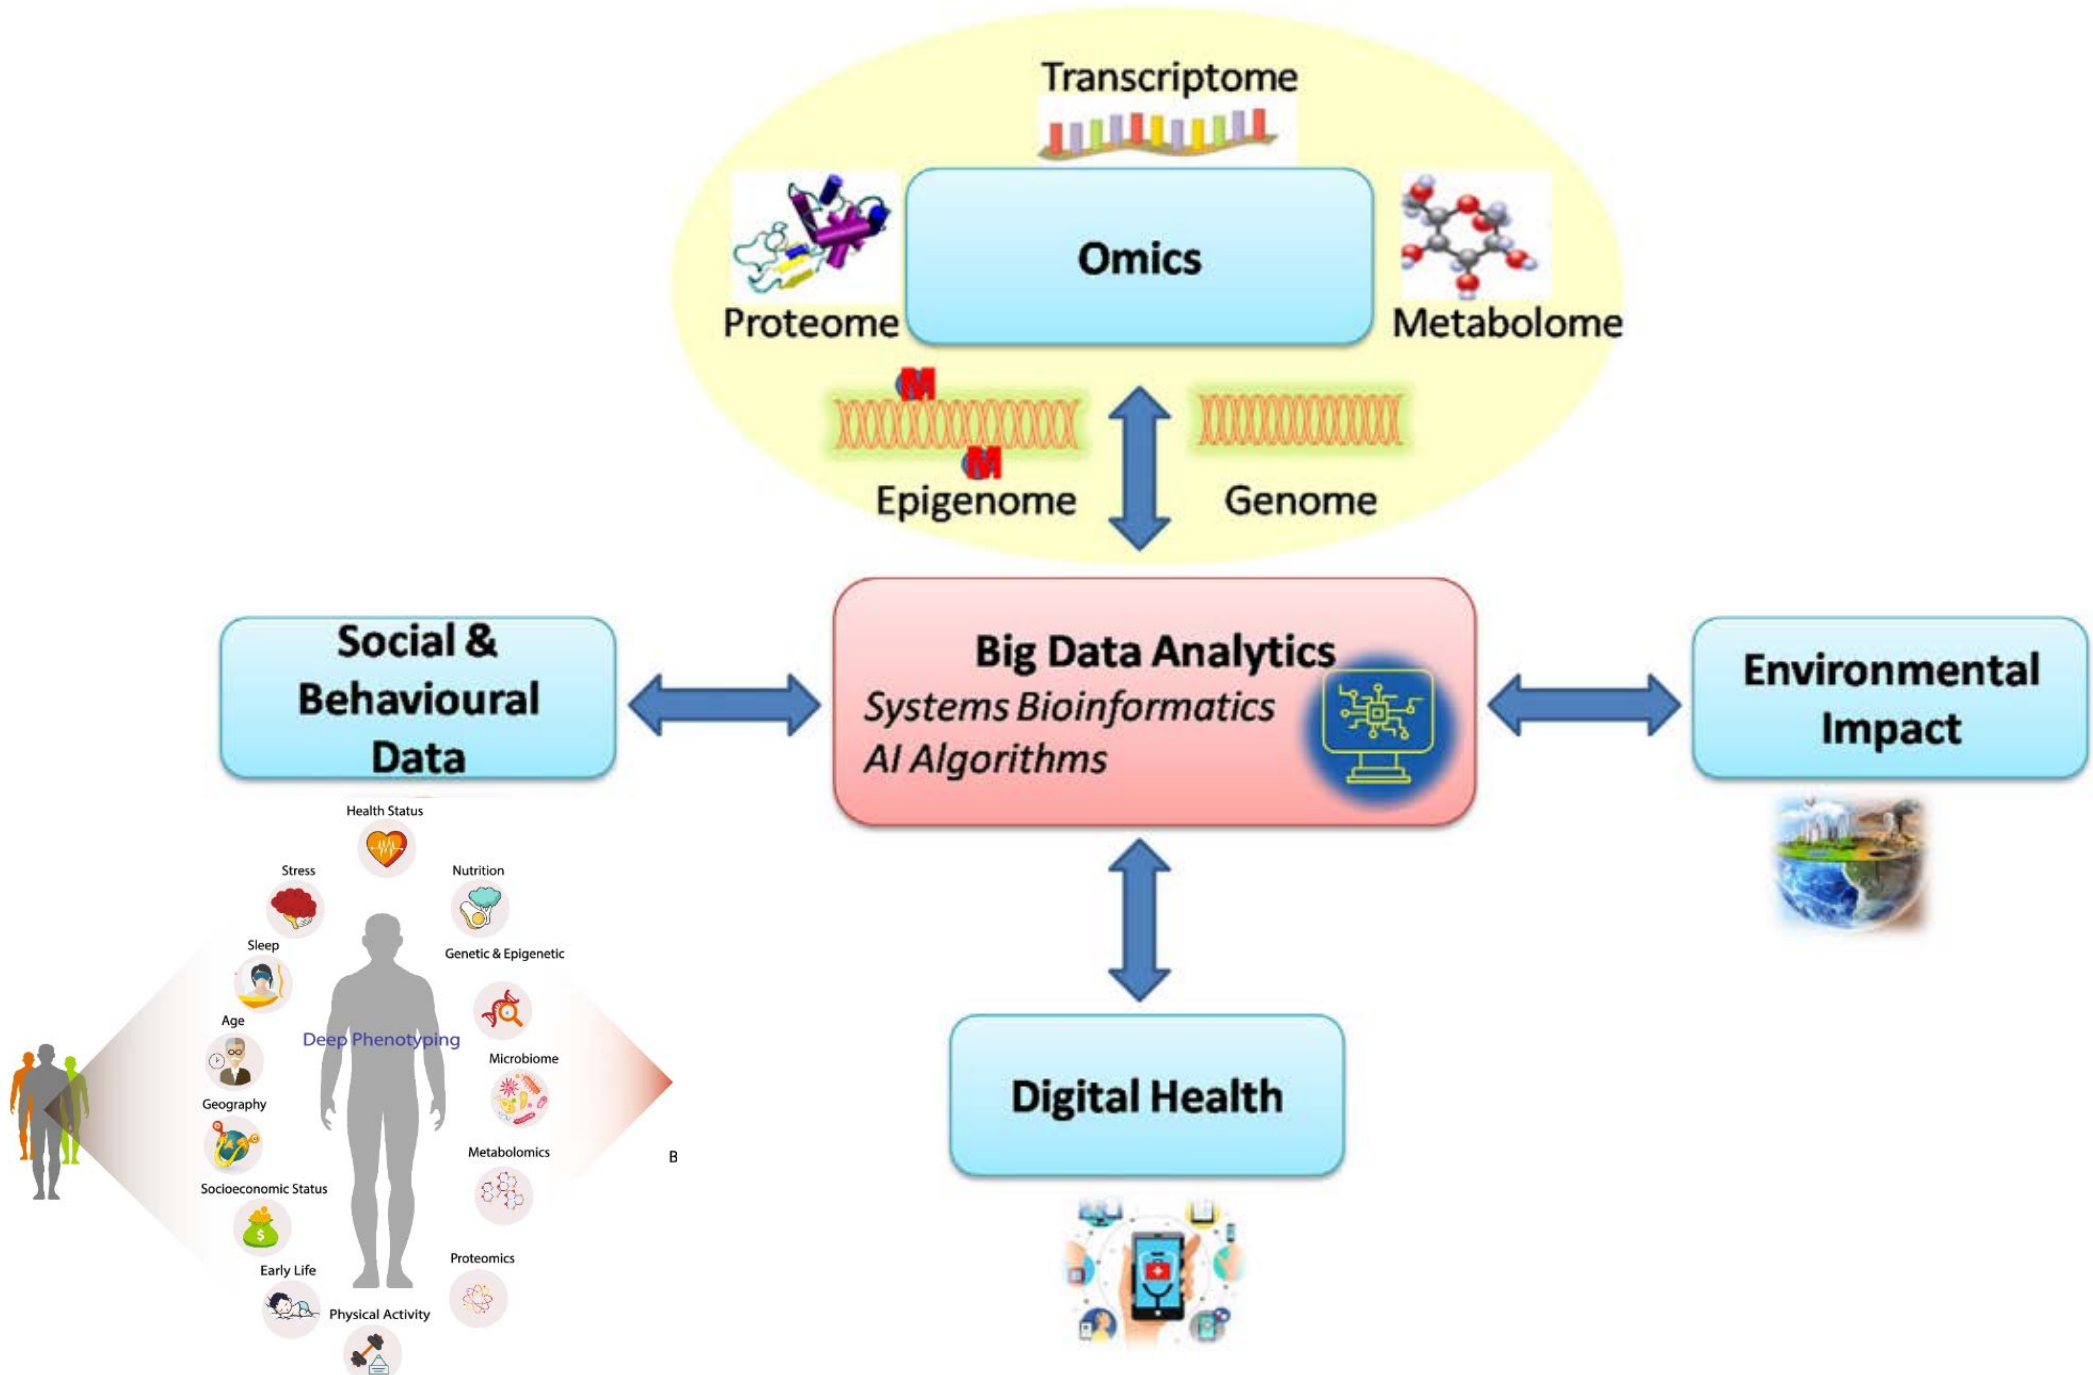 Transcriptome
Omics
Proteome
Metabolome
M
M
Epigenome
Genome
Social &
Behavioural
Data
Big Data Analytics
Systems Bioinformatics
AI Algorithms
Environmental
Impact
Health Status
Stress
Nutrition
Sleep
Genetic & Epigenetic
Age
Deep Phenotyping
Microbiome
Geography
Metabolomics
B
Socioeconomic Status
$
Proteomics
Early Life
Physical Activity
Digital Health